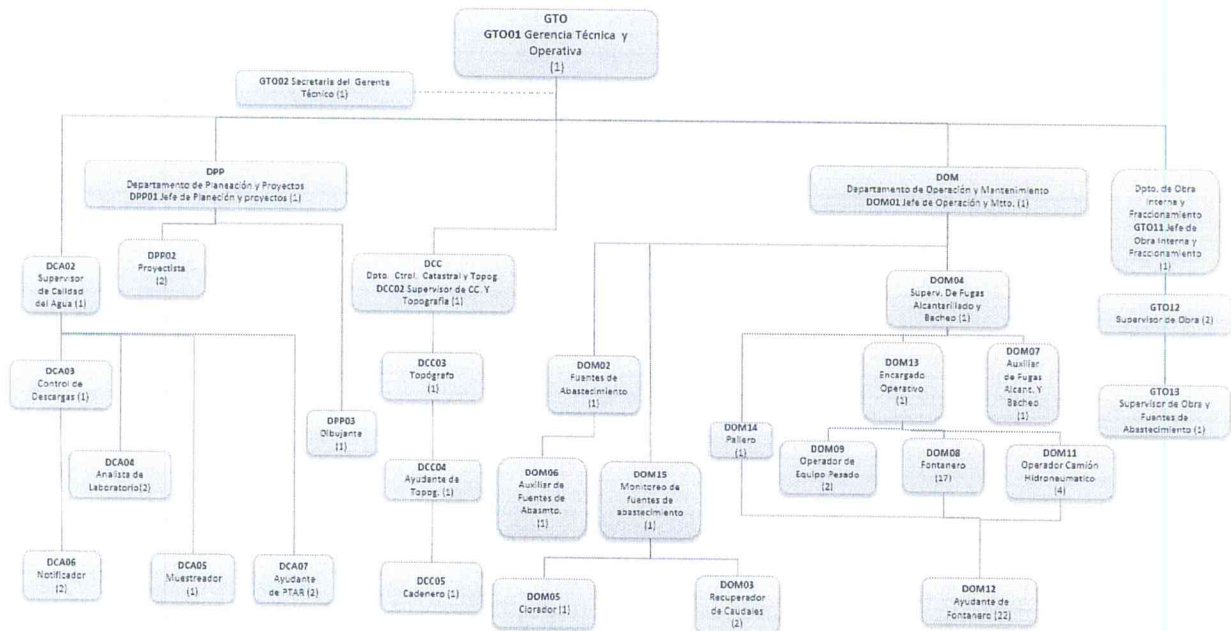 GTO
GTO01 Gerencia Técnica y
Operativa
(1)
GTO02 Secretaria del Gerente
Técnico (1)
DPP
Departamento de Planeación y Proyectos
DPP01 Jefe de Planeción y proyectos (1)
DOM
Departamento de Operación y Mantenimiento
DOM01 Jefe de Operación y Mtto. (1)
Dpto. de Obra
Interna y
Fraccionamiento
GTO11 Jefe de
Obra Interna y
Fraccionamiento
(1)
DCA02
Supervisor
de Calidad
del Agua (1)
DPP02
Proyectista
(2)
DCC
Dpto. Ctrol. Catastral y Topog.
DCC02 Supervisor de CC. Y
Topografía (1)
DOM04
Superv. De Fugas
Alcantarillado y
Bacheo (1)
GTO12
Supervisor de Obra (2)
DCA03
Control de
Descargas (1)
DCC03
Topógrafo
(1)
DOM02
Fuentes de
Abastecimiento
(1)
DOM13
Encargado
Operativo
(1)
DOM07
Auxiliar
de Fugas
Alcant. Y
Bacheo
(1)
GTO13
Supervisor de Obra y
Fuentes de
Abastecimiento (1)
DPP03
Dibujante
(1)
DOM14
Pailero
(1)
DOM09
Operador de
Equipo Pesado
(2)
DOM08
Fontanero
(17)
DOM11
Operador Camión
Hidroneumatico
(4)
DCA04
Analista de
Laboratorio(2)
DCC04
Ayudante de
Topog. (1)
DOM06
Auxiliar de
Fuentes de
Abasmto.
(1)
DOM15
Monitoreo de
fuentes de
abastecimiento
(1)
DCA06
Notificador
(2)
DCA05
Muestreador
(1)
DCA07
Ayudante
de PTAR (2)
DCC05
Cadenero (1)
DOM05
Clorador (1)
DOM03
Recuperador
de Caudales
(2)
DOM12
Ayudante de
Fontanero (22)